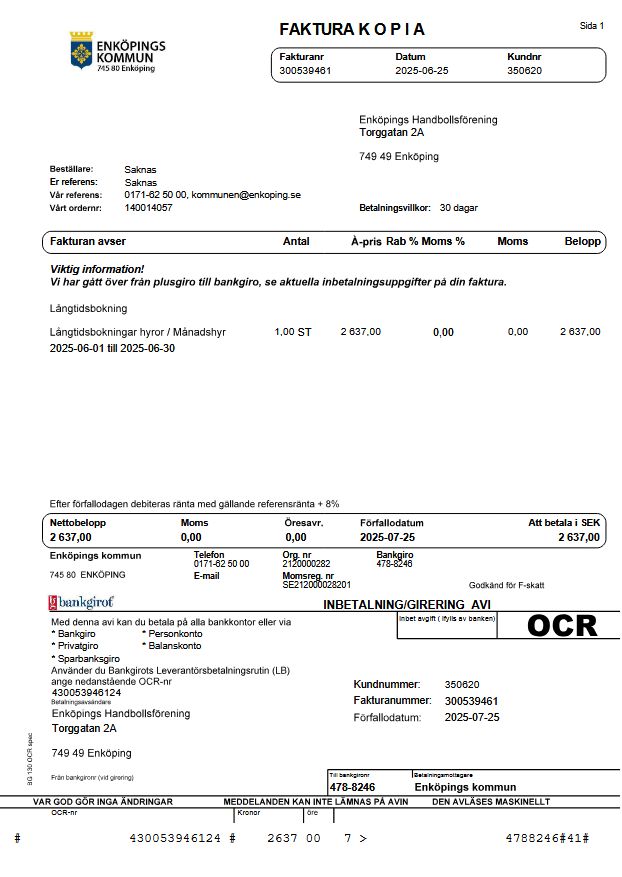 FAKTURA K O P I A
Sida 1
ENKÖPINGS
KOMMUN
745 80 Enköping
Fakturanr Datum Kundnr
300539461 2025-06-25 350620
Enköpings Handbollsförening
Torggatan 2A
749 49 Enköping
Beställare: Saknas
Er referens: Saknas
Vår referens: 0171-62 50 00, kommunen@enkoping.se
Vårt ordernr: 140014057
Betalningsvillkor: 30 dagar
Fakturan avser Antal À-pris Rab % Moms % Moms Belopp
Viktig information!
Vi har gått över från plusgiro till bankgiro, se aktuella inbetalningsuppgifter på din faktura.
Långtidsbokning
Långtidsbokningar hyror / Månadshyr 1,00 ST 2 637,00 0,00 0,00 2 637,00
2025-06-01 till 2025-06-30
Efter förfallodagen debiteras ränta med gällande referensränta + 8%
Nettobelopp Moms Öresavr. Förfallodatum Att betala i SEK
2 637,00 0,00 0,00 2025-07-25 2 637,00
Enköpings kommun Telefon Org. nr Bankgiro
0171-62 50 00 2120000282 478-8246
745 80 ENKÖPING E-mail Momsreg. nr
SE212000028201 Godkänd för F-skatt
bankgirot
INBETALNING/GIRERING AVI
Med denna avi kan du betala på alla bankkontor eller via
Inbet avgift ( ifylls av banken)
OCR
* Bankgiro * Personkonto
* Privatgiro * Balanskonto
* Sparbanksgiro
Använder du Bankgirots Leverantörsbetalningsrutin (LB)
ange nedanstående OCR-nr
430053946124
Betalningsavsändare
Enköpings Handbollsförening
Torggatan 2A
749 49 Enköping
Kundnummer: 350620
Fakturanummer: 300539461
Förfallodatum: 2025-07-25
BG 130 OCR spec
Från bankgironr (vid girering)
Till bankgironr Betalningsmottagare
478-8246 Enköpings kommun
VAR GOD GÖR INGA ÄNDRINGAR MEDDELANDEN KAN INTE LÄMNAS PÅ AVIN DEN AVLÄSES MASKINELLT
OCR-nr Kronor öre
# 430053946124 # 2637 00 7 > 4788246#41#